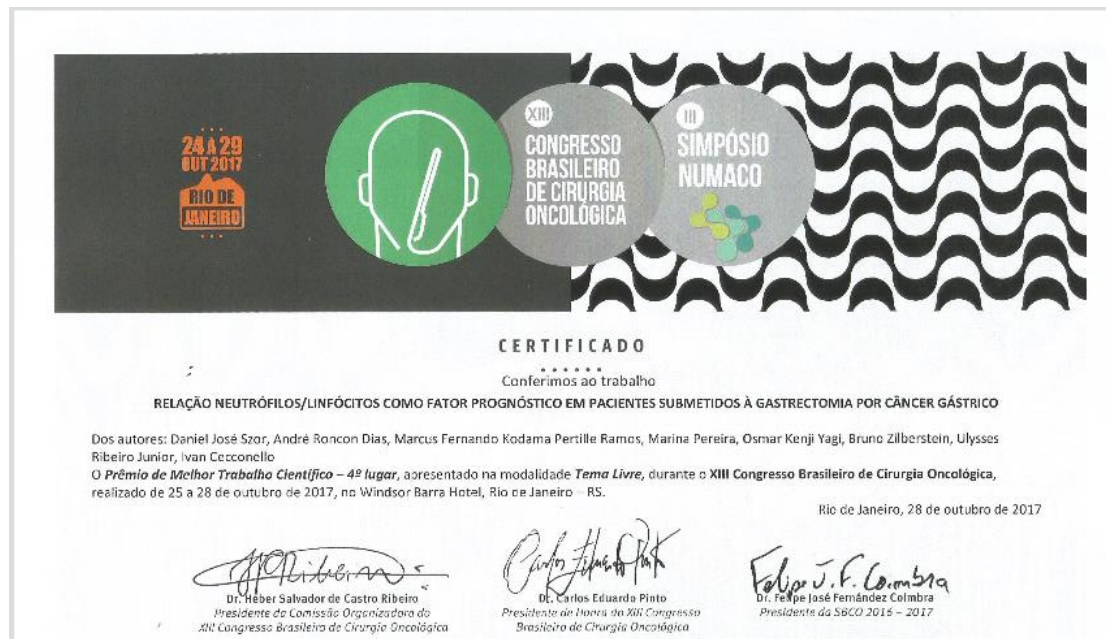 24 A 29
OUT 2017
RIO DE
JANEIRO
XIII
CONGRESSO
BRASILEIRO
DE CIRURGIA
ONCOLÓGICA
III
SIMPÓSIO
NUMACO
CERTIFICADO
Conferimos ao trabalho
RELAÇÃO NEUTRÓFILOS/LINFÓCITOS COMO FATOR PROGNÓSTICO EM PACIENTES SUBMETIDOS À GASTRECTOMIA POR CÂNCER GÁSTRICO
Dos autores: Daniel José Szor, André Roncon Dias, Marcus Fernando Kodama Pertille Ramos, Marina Pereira, Osmar Kenji Yagi, Bruno Zilberstein, Ulysses
Ribeiro Junior, Ivan Cecconello
O Prêmio de Melhor Trabalho Científico – 4º lugar, apresentado na modalidade Tema Livre, durante o XIII Congresso Brasileiro de Cirurgia Oncológica,
realizado de 25 a 28 de outubro de 2017, no Windsor Barra Hotel, Rio de Janeiro – RS.
Rio de Janeiro, 28 de outubro de 2017
Carlos Eduardo Pinto
Felipe J. F. Coimbra
Dr. Heber Salvador de Castro Ribeiro
Presidente da Comissão Organizadora do
XIII Congresso Brasileiro de Cirurgia Oncológica
Dr. Carlos Eduardo Pinto
Presidente de Honra do XIII Congresso
Brasileiro de Cirurgia Oncológica
Dr. Felipe José Fernández Coimbra
Presidente da SBCO 2016 – 2017